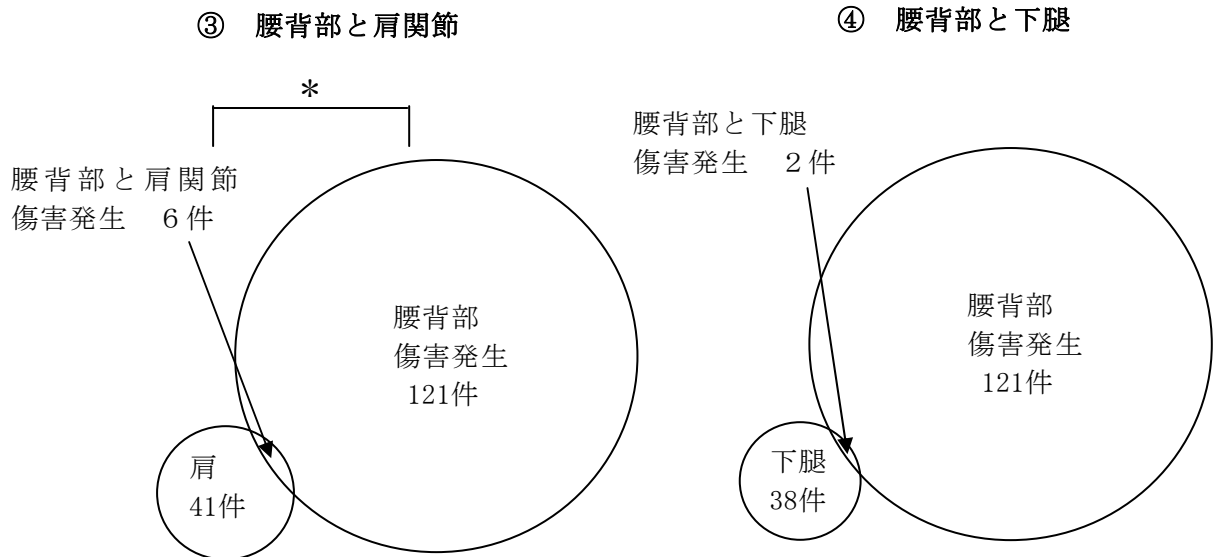 ③　腰背部と肩関節
＊
腰背部と肩関節
傷害発生　６件
腰背部
傷害発生
121件
肩
41件
④　腰背部と下腿
腰背部と下腿
傷害発生　２件
腰背部
傷害発生
121件
下腿
38件